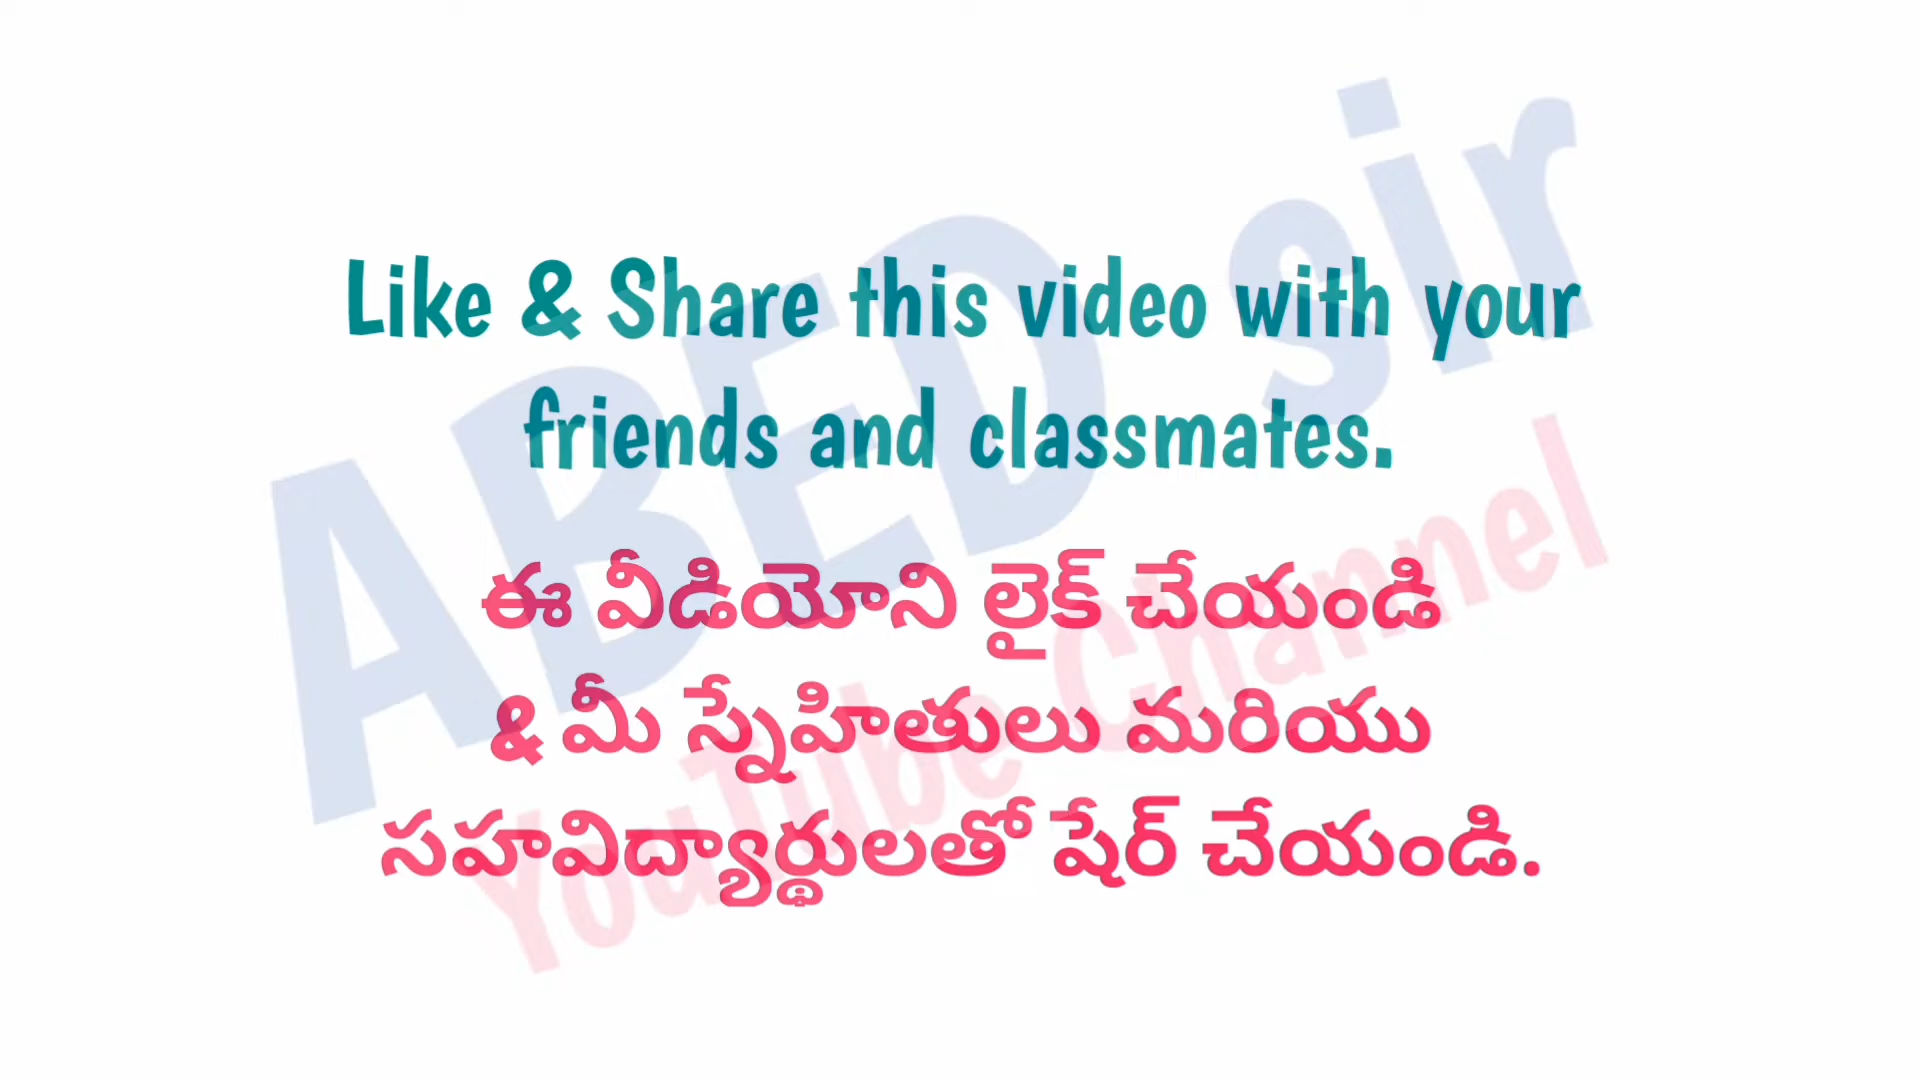 Like & Share this video with your
friends and classmates.
ఈ వీడియోని లైక్ చేయండి
& మీ స్నేహితులు మరియు
సహవిద్యార్థులతో షేర్ చేయండి.
ABED sir
YouTube Channel